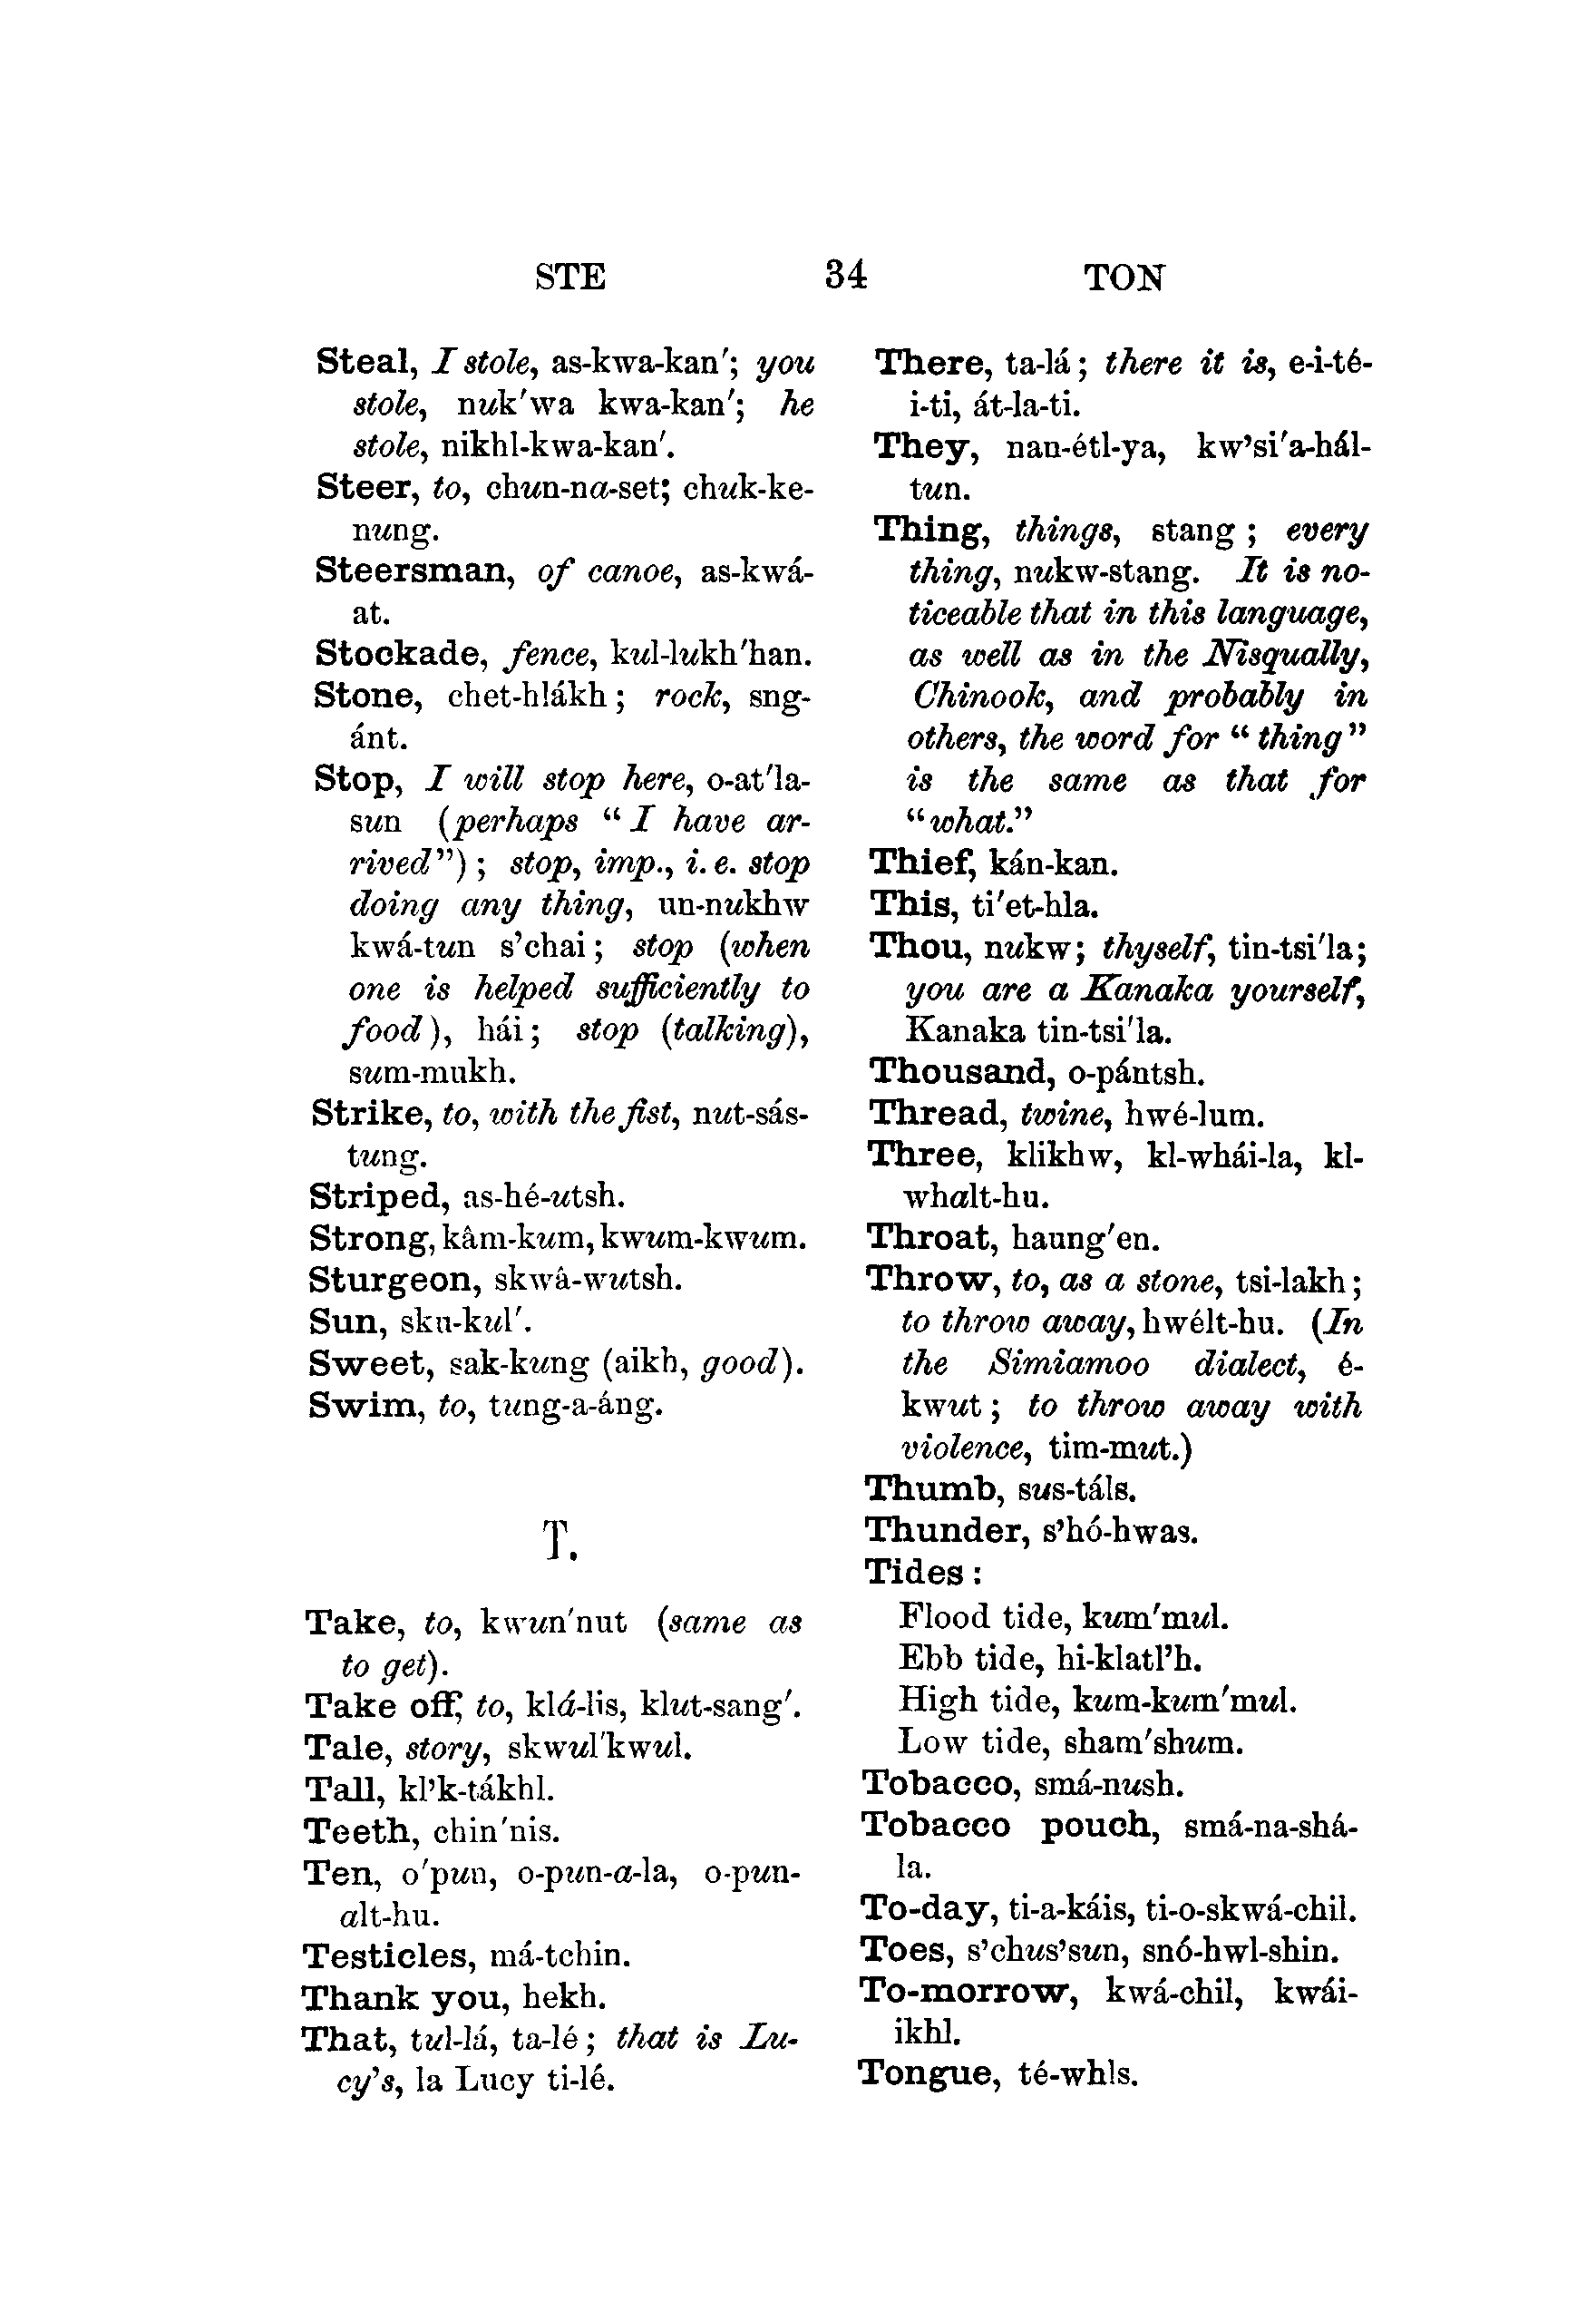 STE 34 TON
Steal, I stole, as-kwa-kan′; you
stole, nuk′wa kwa-kan′; he
stole, nikhl-kwa-kan′.
Steer, to, chun-na-set; chuk-ke-
nung.
Steersman, of canoe, as-kwá-
at.
Stockade, fence, kul-lukh′han.
Stone, chet-hlákh; rock, sng-
ánt.
Stop, I will stop here, o-at′la-
sun (perhaps “I have ar-
rived”); stop, imp., i. e. stop
doing any thing, un-nukhw
kwá-tun s’chai; stop (when
one is helped sufficiently to
food), hái; stop (talking),
sum-mukh.
Strike, to, with the fist, nut-sás-
tung.
Striped, as-hé-utsh.
Strong, kâm-kum, kwum-kwum.
Sturgeon, skwâ-wutsh.
Sun, sku-kul′.
Sweet, sak-kung (aikh, good).
Swim, to, tung-a-áng.
T.
Take, to, kwun′nut (same as
to get).
Take off, to, klá-lis, klut-sang′.
Tale, story, skwul′kwul.
Tall, kl’k-tákhl.
Teeth, chin′nis.
Ten, o′pun, o-pun-a-la, o-pun-
alt-hu.
Testicles, má-tchin.
Thank you, hekh.
That, tul-lá, ta-lé; that is Lu-
cy’s, la Lucy ti-lé.
There, ta-lá; there it is, e-i-té-
i-ti, át-la-ti.
They, nan-étl-ya, kw’si′a-hál-
tun.
Thing, things, stang; every
thing, nukw-stang. It is no-
ticeable that in this language,
as well as in the Nisqually,
Chinook, and probably in
others, the word for “thing”
is the same as that for
“what.”
Thief, kán-kan.
This, ti′et-hla.
Thou, nukw; thyself, tin-tsi′la;
you are a Kanaka yourself,
Kanaka tin-tsi′la.
Thousand, o-pántsh.
Thread, twine, hwé-lum.
Three, klikhw, kl-whái-la, kl-
whalt-hu.
Throat, haung′en.
Throw, to, as a stone, tsi-lakh;
to throw away, hwélt-hu. (In
the Simiamoo dialect, é-
kwut; to throw away with
violence, tim-mut.)
Thumb, sus-táls.
Thunder, s’hó-hwas.
Tides:
Flood tide, kum′mul.
Ebb tide, hi-klatl’h.
High tide, kum-kum′mul.
Low tide, sham′shum.
Tobacco, smá-nush.
Tobacco pouch, smá-na-shá-
la.
To-day, ti-a-káis, ti-o-skwá-chil.
Toes, s’chus’sun, snó-hwl-shin.
To-morrow, kwá-chil, kwái-
ikhl.
Tongue, té-whls.